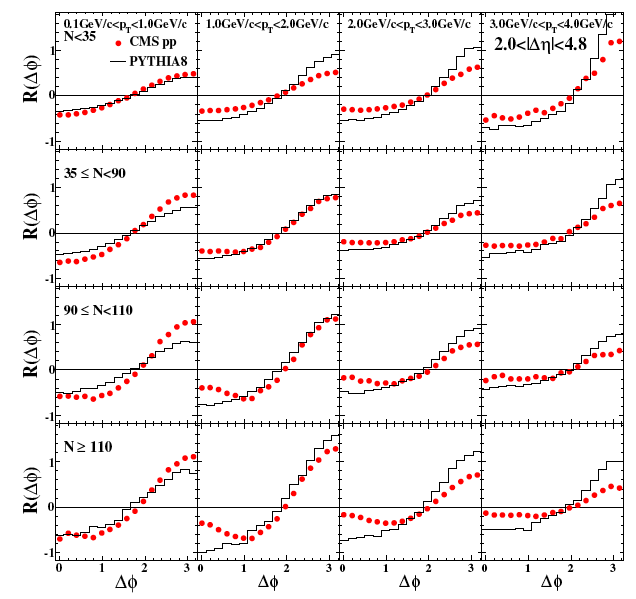 0.1GeV/c<p_T<1.0GeV/c 1.0GeV/c<p_T<2.0GeV/c 2.0GeV/c<p_T<3.0GeV/c 3.0GeV/c<p_T<4.0GeV/c
N<35 CMS pp 2.0<|Δη|<4.8
PYTHIA8
R(Δϕ) 1 0 -1
35 ≤ N<90
R(Δϕ) 1 0 -1
90 ≤ N<110
R(Δϕ) 1 0 -1
N ≥ 110
R(Δϕ) 1 0 -1
0 1 2 3 0 1 2 3 0 1 2 3 0 1 2 3
Δϕ Δϕ Δϕ Δϕ